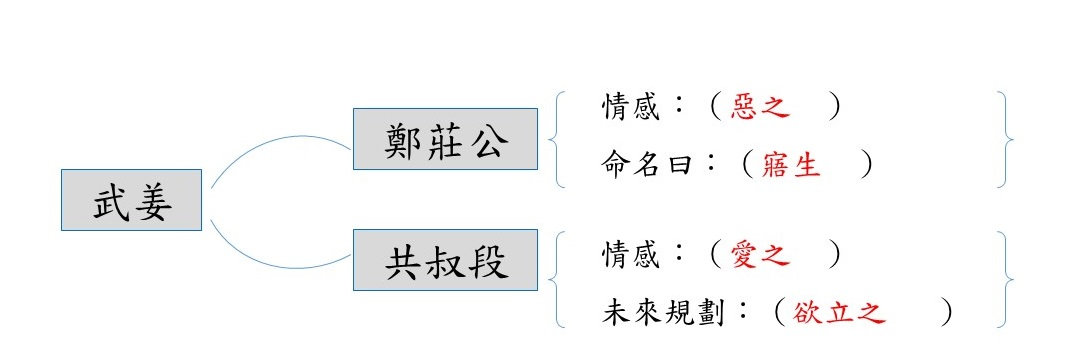 武姜
鄭莊公
情感：（惡之　）
命名曰：（寤生　）
共叔段
情感：（愛之　）
未來規劃：（欲立之　）